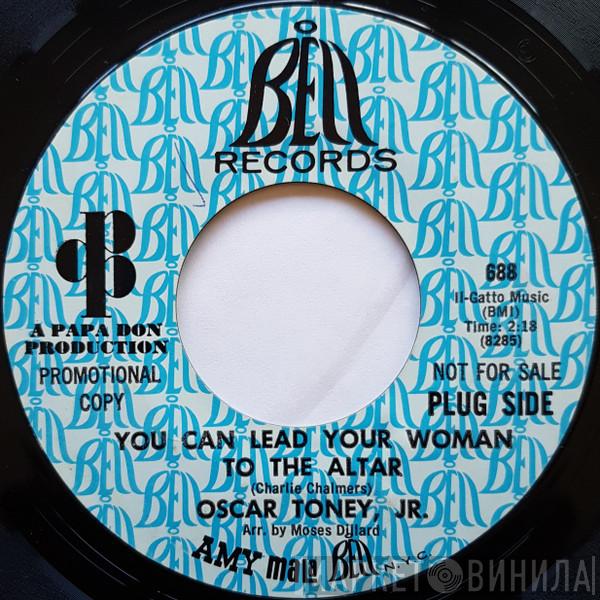 BELL
RECORDS
A PAPA DON
PRODUCTION
PROMOTIONAL
COPY
688
Il-Gatto Music
(BMI)
Time: 2:18
(8285)
NOT FOR SALE
PLUG SIDE
YOU CAN LEAD YOUR WOMAN
TO THE ALTAR
(Charlie Chalmers)
OSCAR TONEY, JR.
Arr. by Moses Dillard
AMY mala BELL N.Y.C.
МАРКЕТ ВИНИЛА!